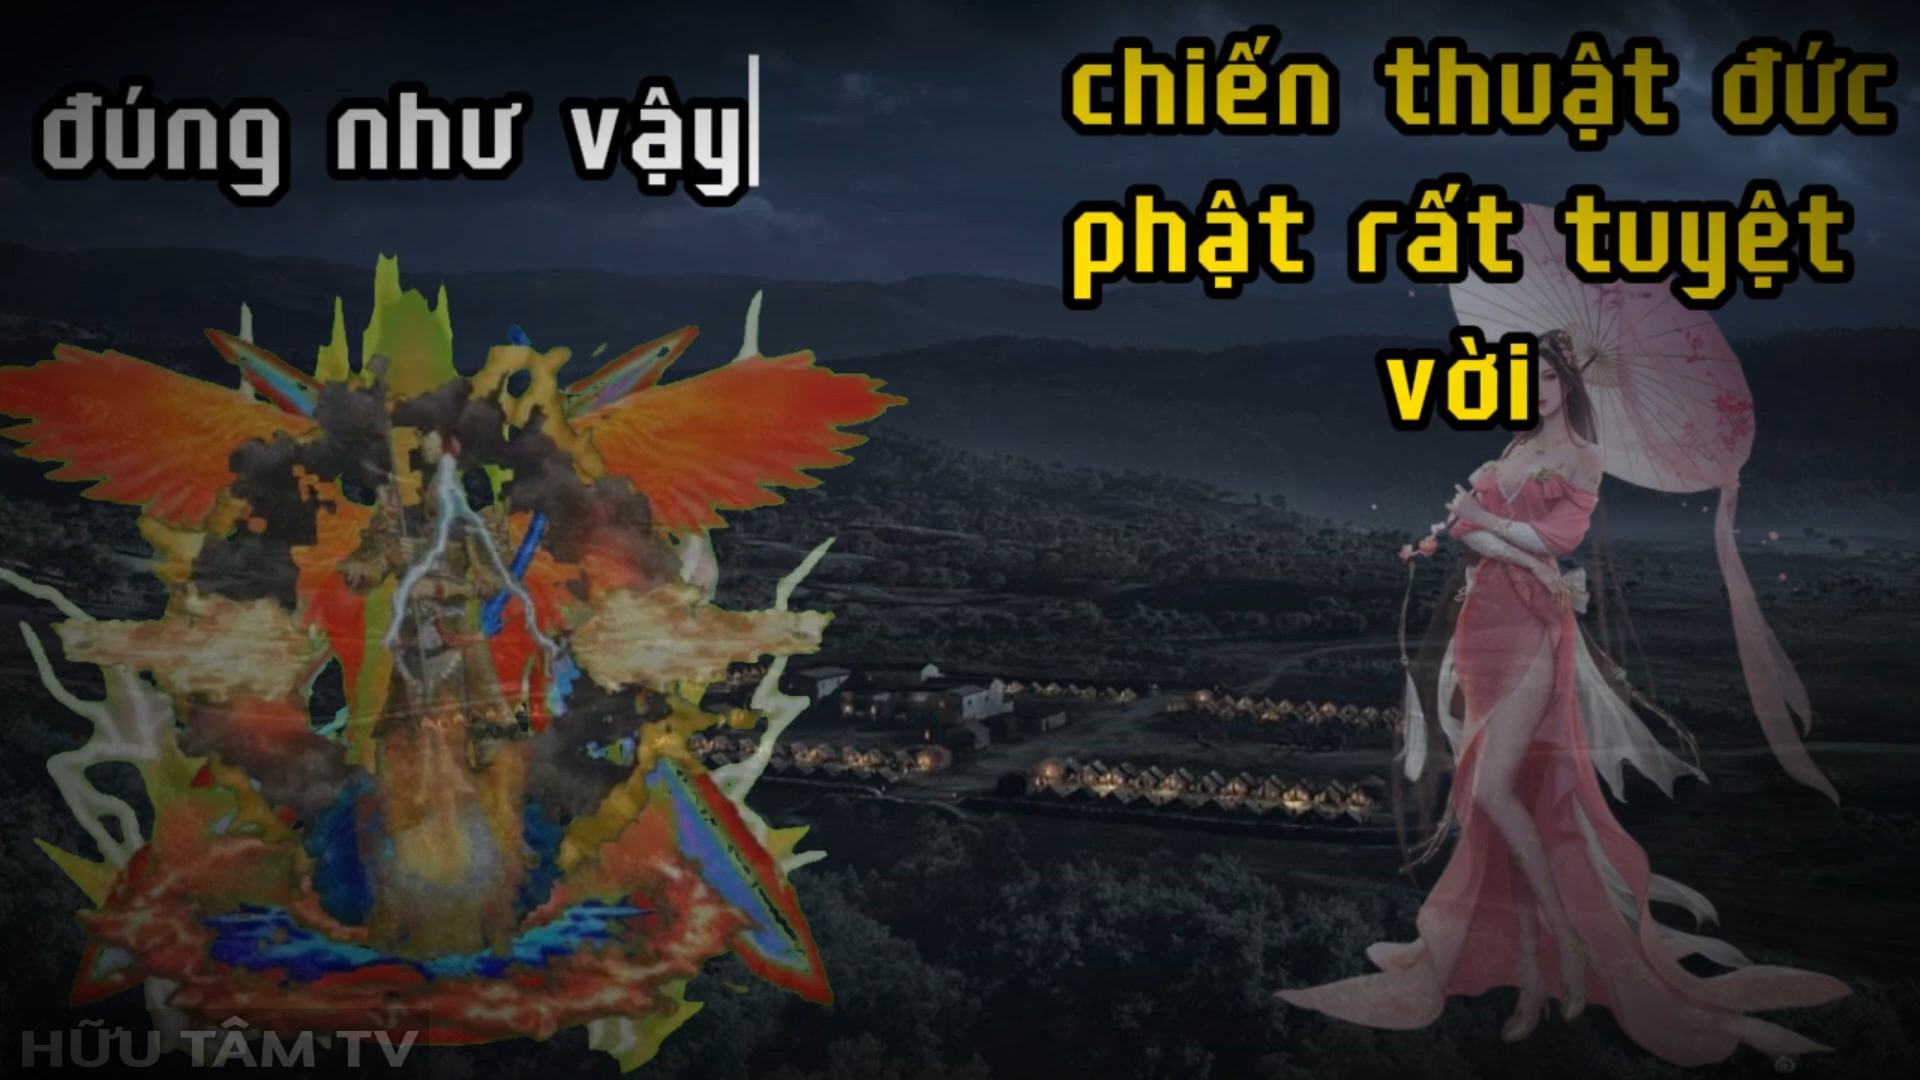 đúng như vậy
chiến thuật đức
phật rất tuyệt
vời
HỮU TÂM TV